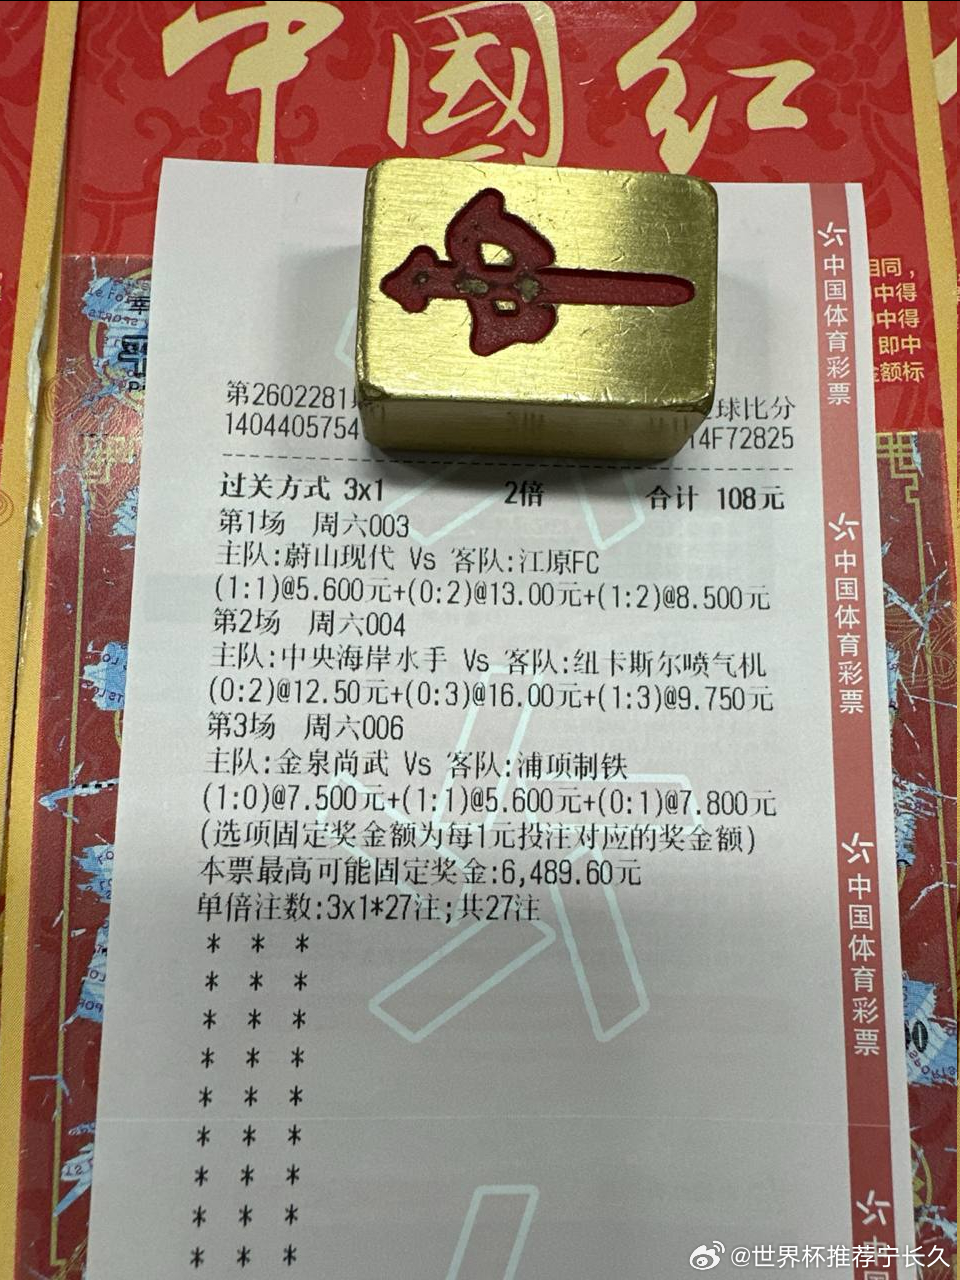 中國红
相同，
中得
中得
即中
金额标
中国体育彩票
第2602281
球比分
1404405754
14F72825
过关方式 3x1 2倍 合计 108元
第1场 周六003
主队:蔚山现代 Vs 客队:江原FC
(1:1)@5.600元+(0:2)@13.00元+(1:2)@8.500元
第2场 周六004
主队:中央海岸水手 Vs 客队:纽卡斯尔喷气机
(0:2)@12.50元+(0:3)@16.00元+(1:3)@9.750元
第3场 周六006
主队:金泉尚武 Vs 客队:浦项制铁
(1:0)@7.500元+(1:1)@5.600元+(0:1)@7.800元
(选项固定奖金额为每1元投注对应的奖金额)
本票最高可能固定奖金:6,489.60元
单倍注数:3x1*27注;共27注
* * *
* * *
* * *
* * *
* * *
* * *
* * *
* * *
* * *
中国体育彩票
中国体育彩票
中
@世界杯推荐宁长久